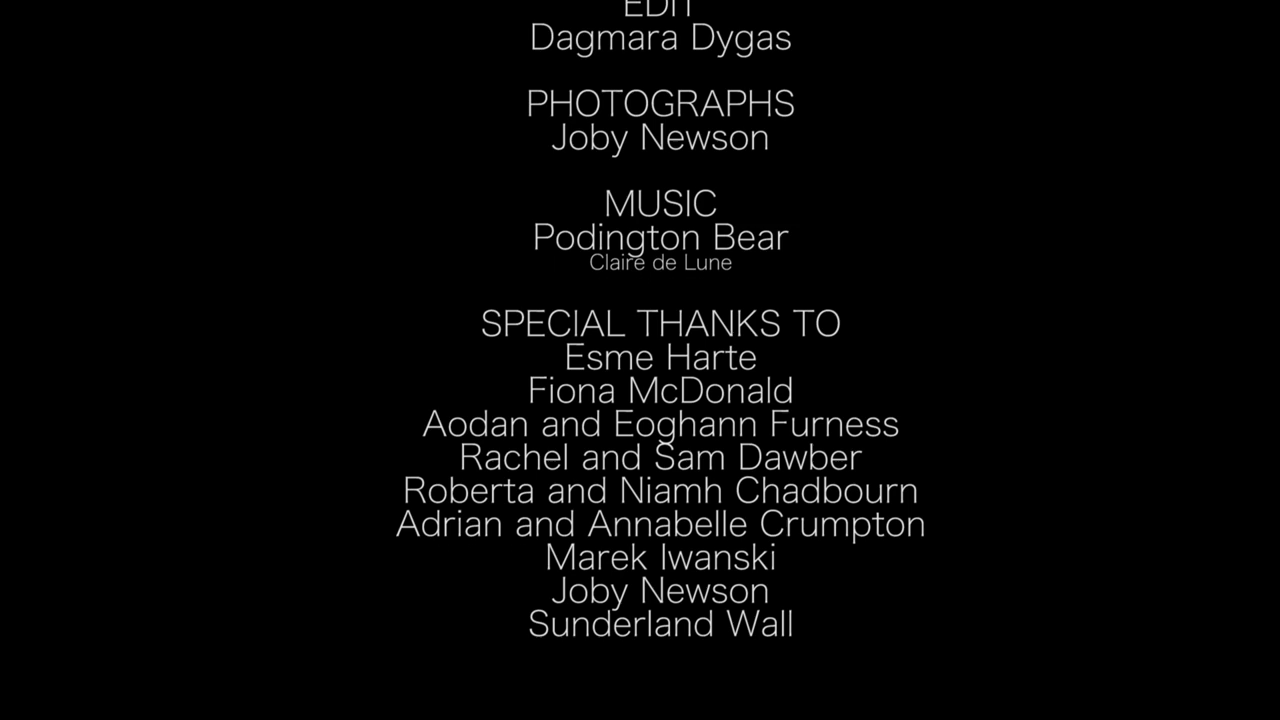 EDIT
Dagmara Dygas
PHOTOGRAPHS
Joby Newson
MUSIC
Podington Bear
Claire de Lune
SPECIAL THANKS TO
Esme Harte
Fiona McDonald
Aodan and Eoghann Furness
Rachel and Sam Dawber
Roberta and Niamh Chadbourn
Adrian and Annabelle Crumpton
Marek Iwanski
Joby Newson
Sunderland Wall